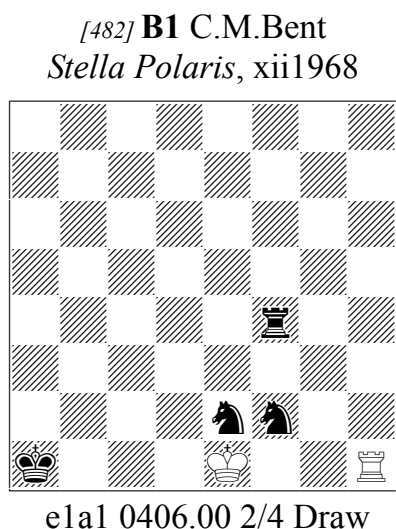 [482] B1 C.M.Bent
Stella Polaris, xii1968
e1a1 0406.00 2/4 Draw